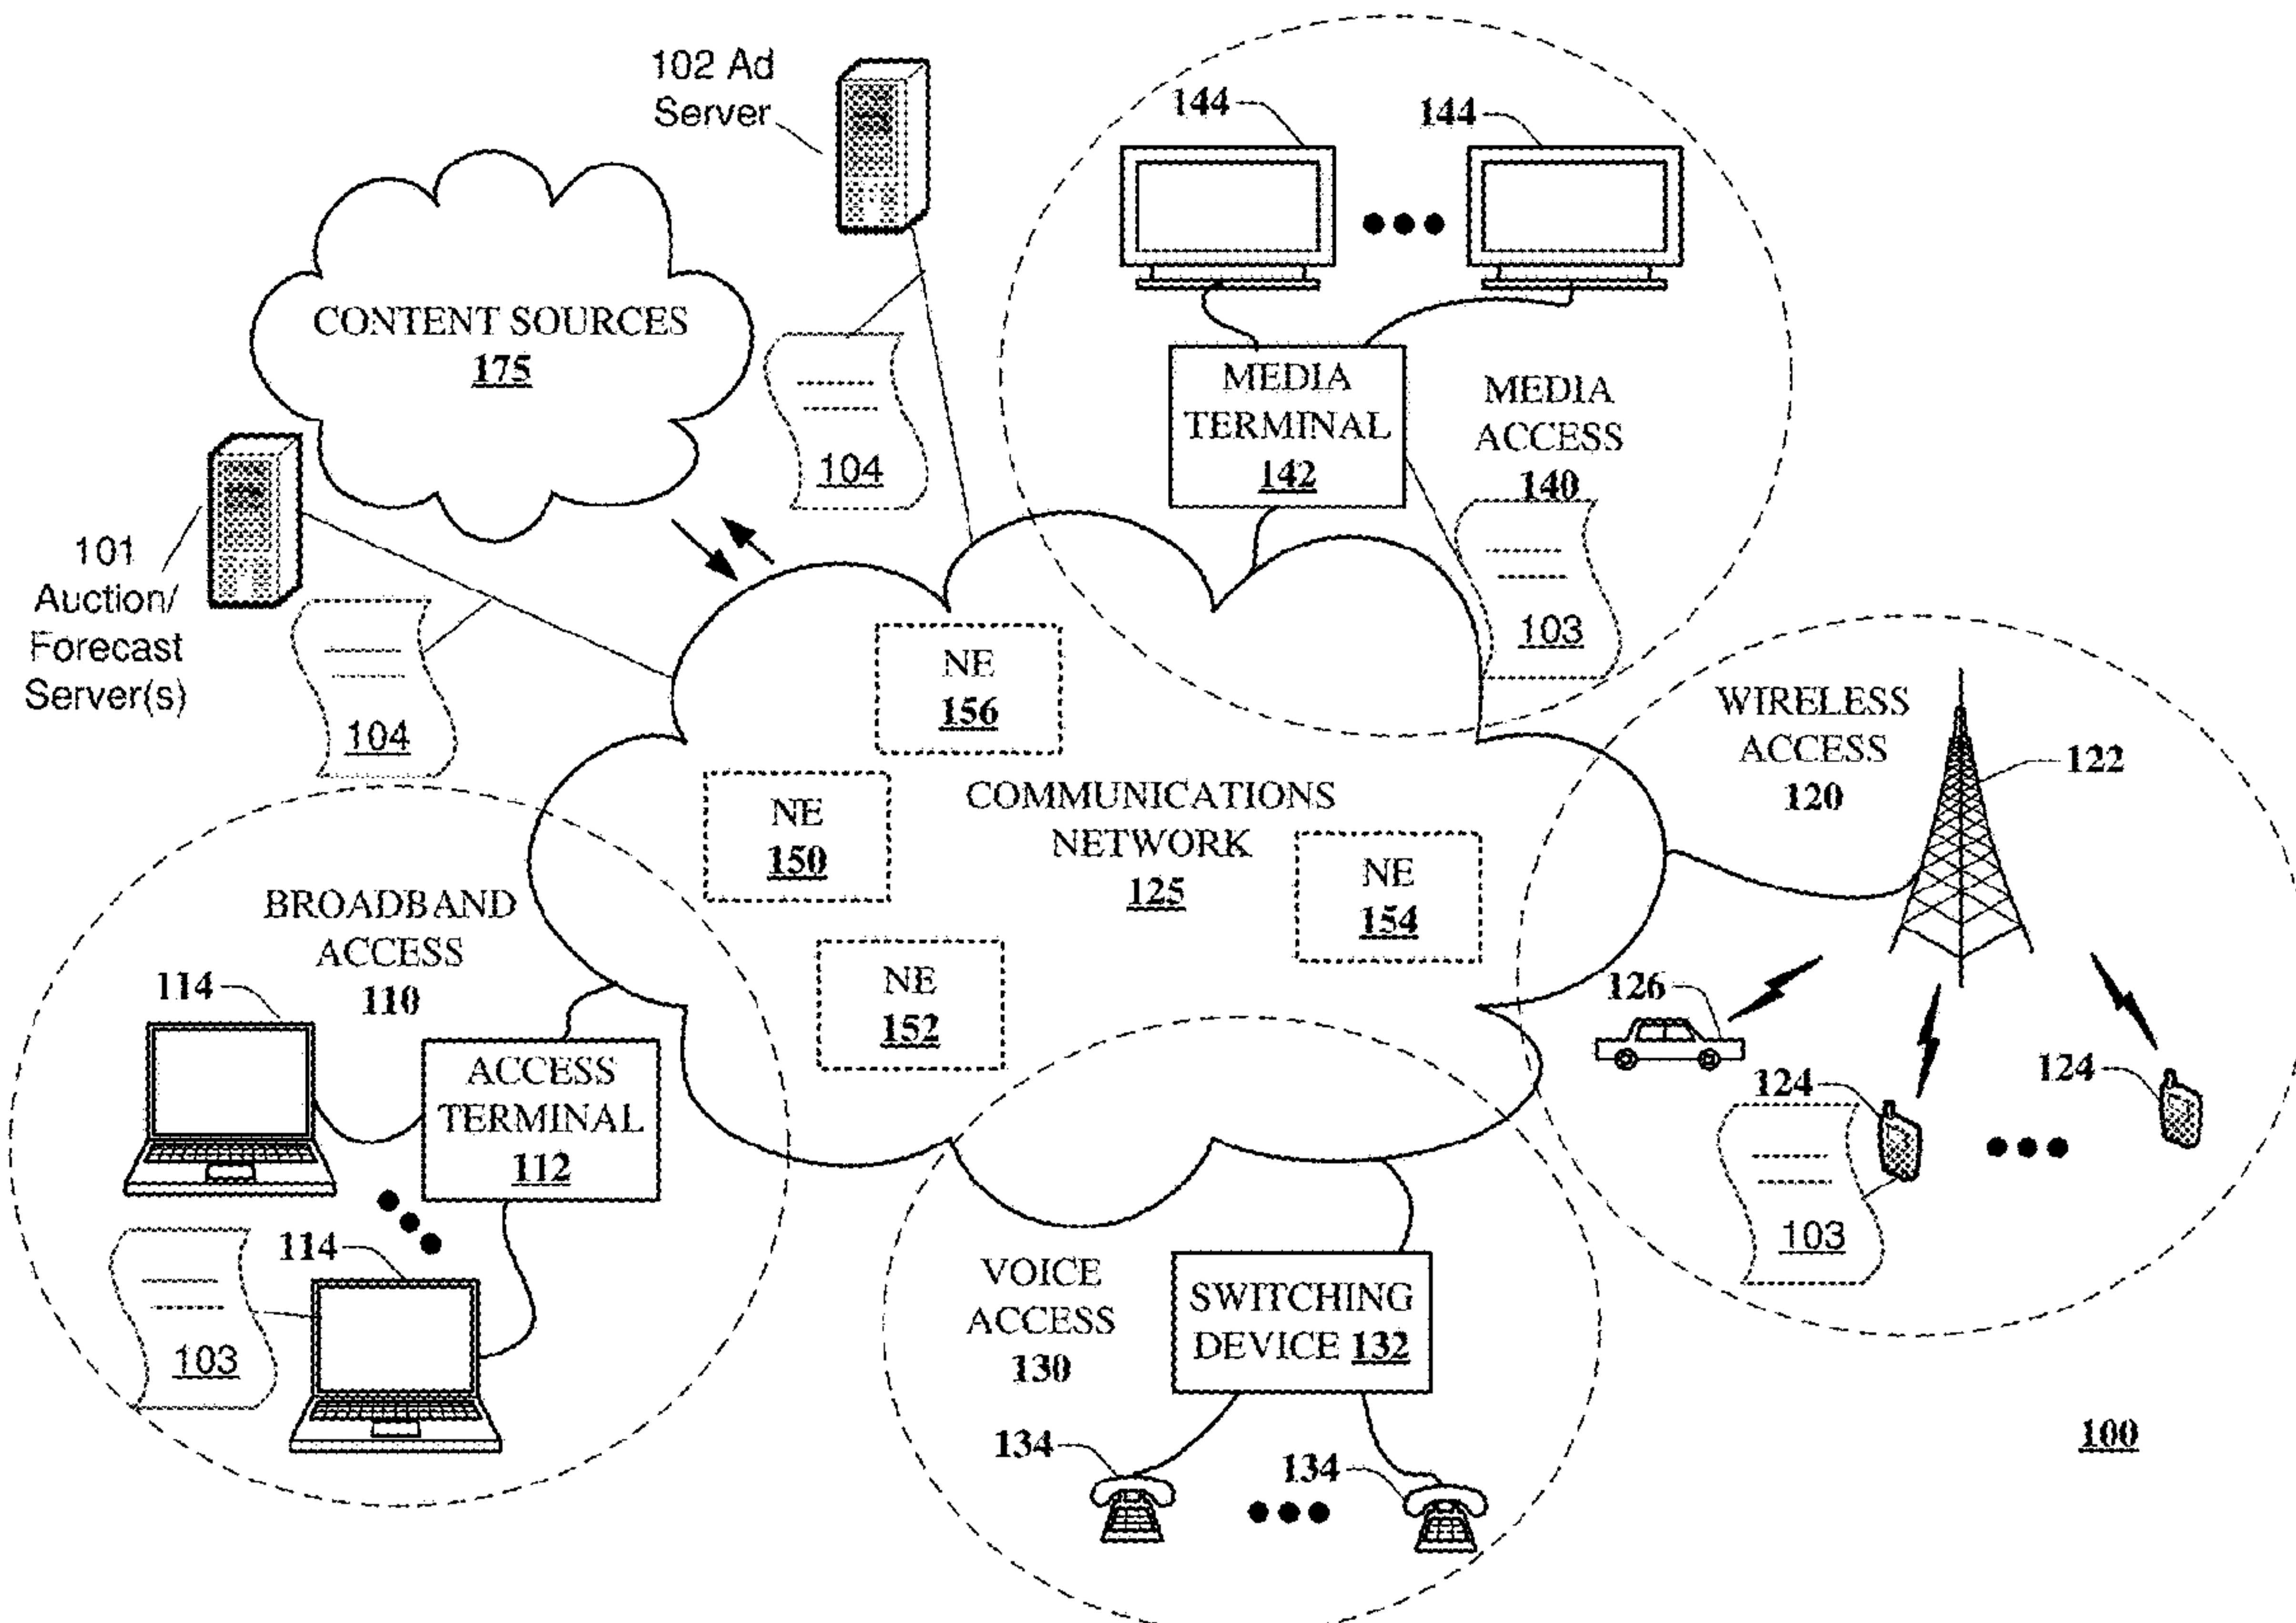 102 Ad
Server
144
144
CONTENT SOURCES
175
104
MEDIA
TERMINAL
142
MEDIA
ACCESS
140
103
101
Auction/
Forecast
Server(s)
104
NE
156
WIRELESS
ACCESS
120
122
NE
150
COMMUNICATIONS
NETWORK
125
NE
154
BROADBAND
ACCESS
110
114
NE
152
126
124
124
103
ACCESS
TERMINAL
112
114
103
VOICE
ACCESS
130
SWITCHING
DEVICE 132
134
134
100